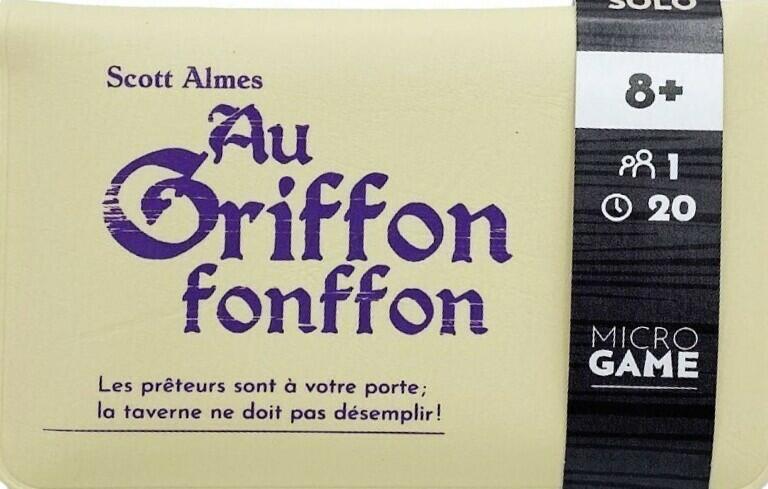 Scott Almes
Au
Griffon
fonffon
Les prêteurs sont à votre porte;
la taverne ne doit pas désemplir!
SOLO
8+
1
20
MICRO
GAME